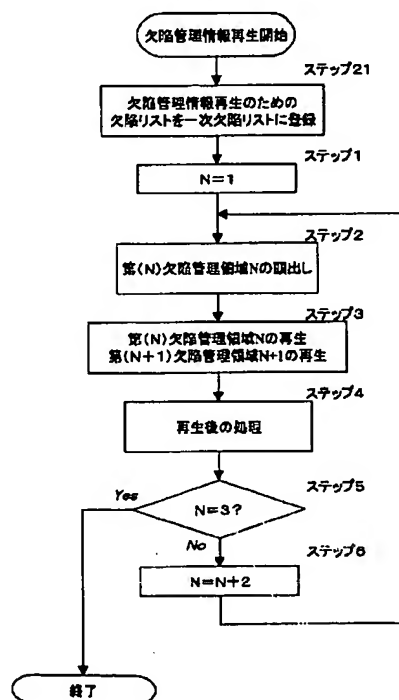 欠陥管理情報再生開始
ステップ21
欠陥管理情報再生のための
欠陥リストを一次欠陥リストに登録
ステップ1
N=1
ステップ2
第(N)欠陥管理領域Nの頭出し
ステップ3
第(N)欠陥管理領域Nの再生
第(N+1)欠陥管理領域N+1の再生
ステップ4
再生後の処理
ステップ5
Yes
N=3?
No
ステップ6
N=N+2
終了